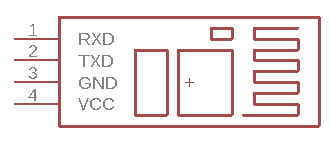 1 RXD
2 TXD
3 GND
4 VCC